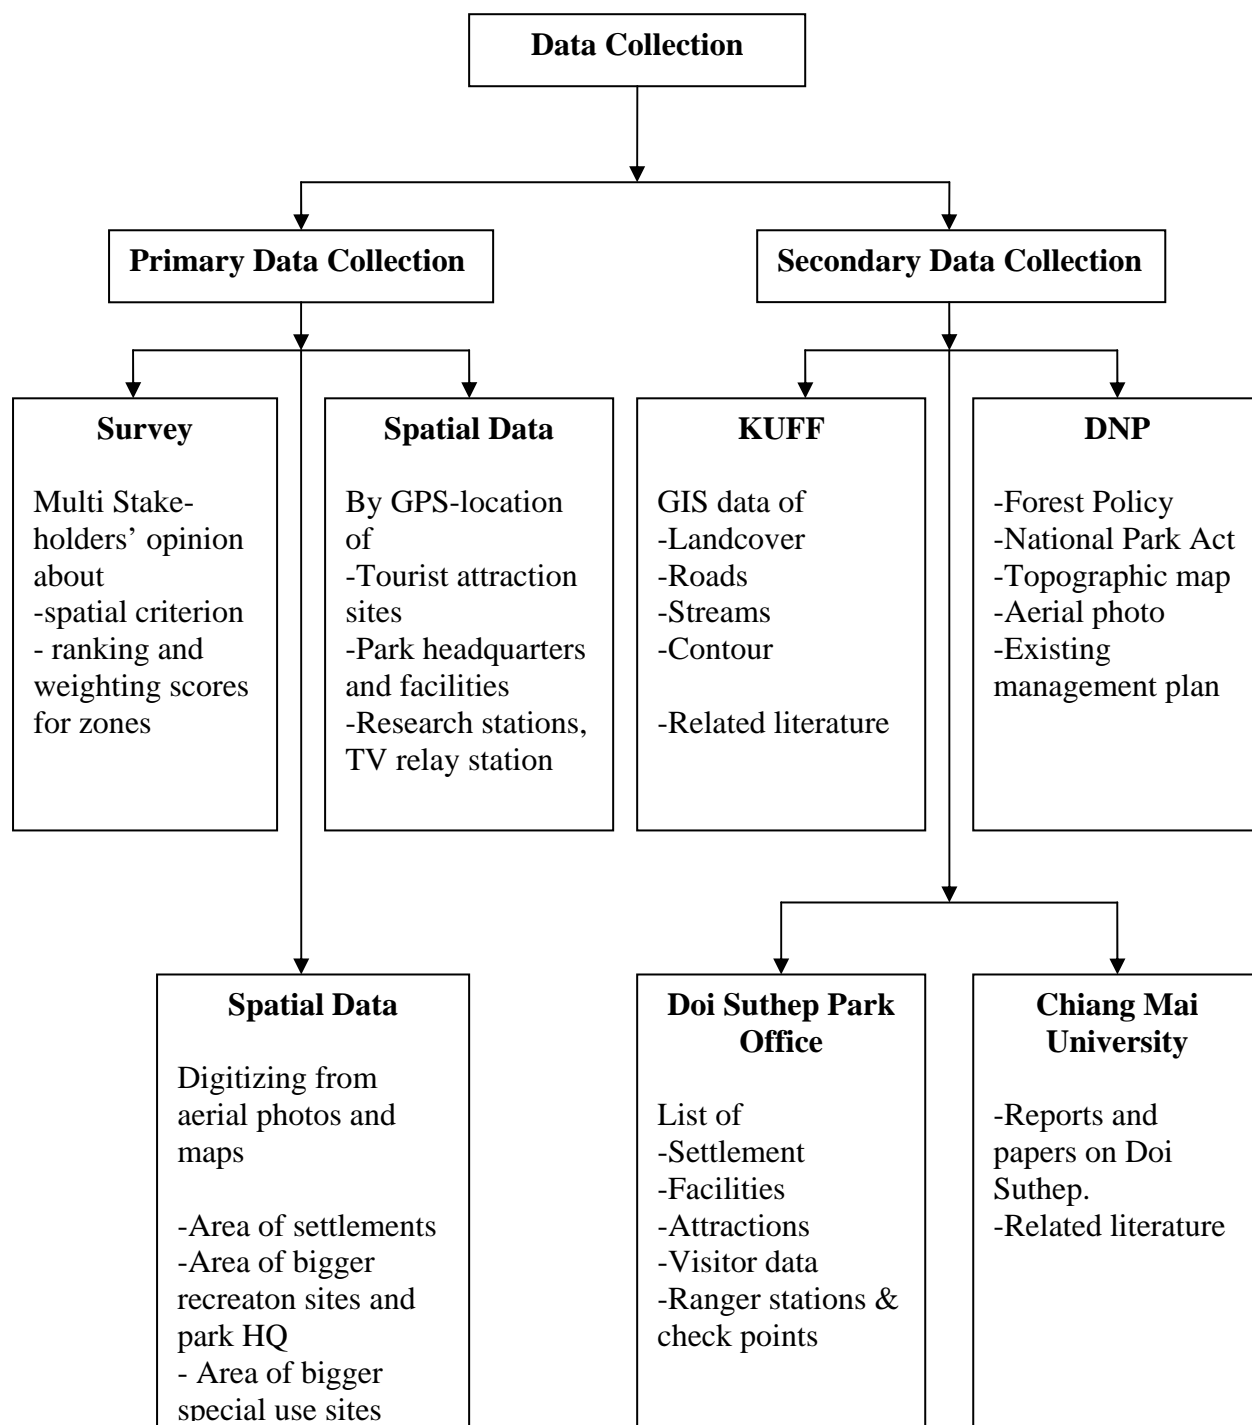 Data Collection
Primary Data Collection
Secondary Data Collection
Survey
Multi Stake-
holders’ opinion
about
-spatial criterion
- ranking and
weighting scores
for zones
Spatial Data
By GPS-location
of
-Tourist attraction
sites
-Park headquarters
and facilities
-Research stations,
TV relay station
KUFF
GIS data of
-Landcover
-Roads
-Streams
-Contour
-Related literature
DNP
-Forest Policy
-National Park Act
-Topographic map
-Aerial photo
-Existing
management plan
Spatial Data
Digitizing from
aerial photos and
maps
-Area of settlements
-Area of bigger
recreaton sites and
park HQ
- Area of bigger
special use sites
Doi Suthep Park
Office
List of
-Settlement
-Facilities
-Attractions
-Visitor data
-Ranger stations &
check points
Chiang Mai
University
-Reports and
papers on Doi
Suthep.
-Related literature